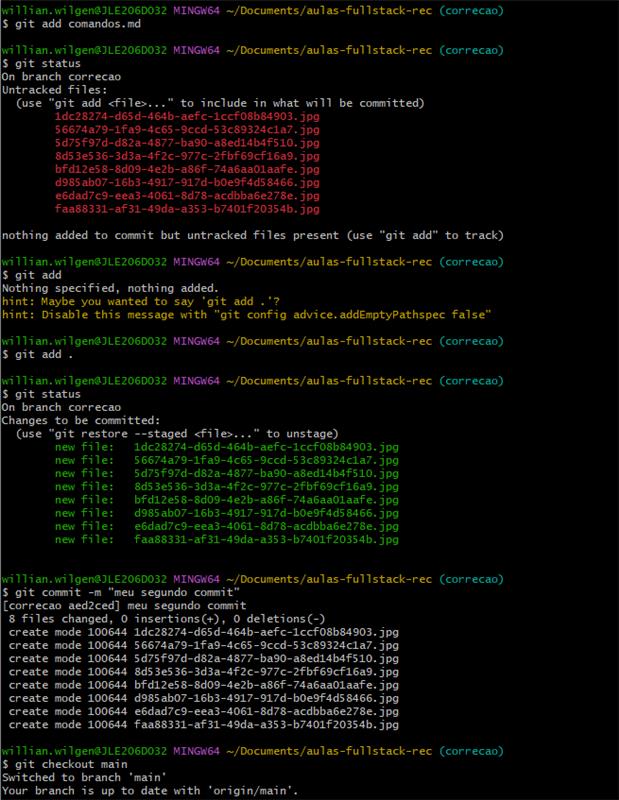 willian.wilgen@JLE206DO32 MINGW64 ~/Documents/aulas-fullstack-rec (correcao)
$ git add comandos.md
willian.wilgen@JLE206DO32 MINGW64 ~/Documents/aulas-fullstack-rec (correcao)
$ git status
On branch correcao
Untracked files:
  (use "git add <file>..." to include in what will be committed)
        1dc28274-d65d-464b-aefc-1ccf08b84903.jpg
        56674a79-1fa9-4c65-9ccd-53c89324c1a7.jpg
        5d75f97d-d82a-4877-ba90-a8ed14b4f510.jpg
        8d53e536-3d3a-4f2c-977c-2fbf69cf16a9.jpg
        bfd12e58-8d09-4e2b-a86f-74a6aa01aafe.jpg
        d985ab07-16b3-4917-917d-b0e9f4d58466.jpg
        e6dad7c9-eea3-4061-8d78-acdbba6e278e.jpg
        faa88331-af31-49da-a353-b7401f20354b.jpg
nothing added to commit but untracked files present (use "git add" to track)
willian.wilgen@JLE206DO32 MINGW64 ~/Documents/aulas-fullstack-rec (correcao)
$ git add
Nothing specified, nothing added.
hint: Maybe you wanted to say 'git add .'?
hint: Disable this message with "git config advice.addEmptyPathspec false"
willian.wilgen@JLE206DO32 MINGW64 ~/Documents/aulas-fullstack-rec (correcao)
$ git add .
willian.wilgen@JLE206DO32 MINGW64 ~/Documents/aulas-fullstack-rec (correcao)
$ git status
On branch correcao
Changes to be committed:
  (use "git restore --staged <file>..." to unstage)
        new file:   1dc28274-d65d-464b-aefc-1ccf08b84903.jpg
        new file:   56674a79-1fa9-4c65-9ccd-53c89324c1a7.jpg
        new file:   5d75f97d-d82a-4877-ba90-a8ed14b4f510.jpg
        new file:   8d53e536-3d3a-4f2c-977c-2fbf69cf16a9.jpg
        new file:   bfd12e58-8d09-4e2b-a86f-74a6aa01aafe.jpg
        new file:   d985ab07-16b3-4917-917d-b0e9f4d58466.jpg
        new file:   e6dad7c9-eea3-4061-8d78-acdbba6e278e.jpg
        new file:   faa88331-af31-49da-a353-b7401f20354b.jpg
willian.wilgen@JLE206DO32 MINGW64 ~/Documents/aulas-fullstack-rec (correcao)
$ git commit -m "meu segundo commit"
[correcao aed2ced] meu segundo commit
 8 files changed, 0 insertions(+), 0 deletions(-)
 create mode 100644 1dc28274-d65d-464b-aefc-1ccf08b84903.jpg
 create mode 100644 56674a79-1fa9-4c65-9ccd-53c89324c1a7.jpg
 create mode 100644 5d75f97d-d82a-4877-ba90-a8ed14b4f510.jpg
 create mode 100644 8d53e536-3d3a-4f2c-977c-2fbf69cf16a9.jpg
 create mode 100644 bfd12e58-8d09-4e2b-a86f-74a6aa01aafe.jpg
 create mode 100644 d985ab07-16b3-4917-917d-b0e9f4d58466.jpg
 create mode 100644 e6dad7c9-eea3-4061-8d78-acdbba6e278e.jpg
 create mode 100644 faa88331-af31-49da-a353-b7401f20354b.jpg
willian.wilgen@JLE206DO32 MINGW64 ~/Documents/aulas-fullstack-rec (correcao)
$ git checkout main
Switched to branch 'main'
Your branch is up to date with 'origin/main'.